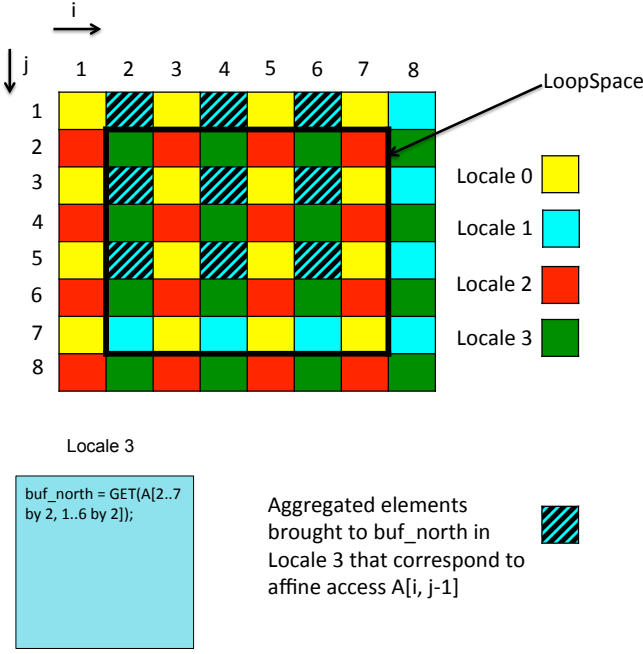 i
j
1 2 3 4 5 6 7 8
LoopSpace
1
2
3
4
5
6
7
8
Locale 0
Locale 1
Locale 2
Locale 3
Locale 3
buf_north = GET(A[2..7
by 2, 1..6 by 2]);
Aggregated elements
brought to buf_north in
Locale 3 that correspond to
affine access A[i, j-1]